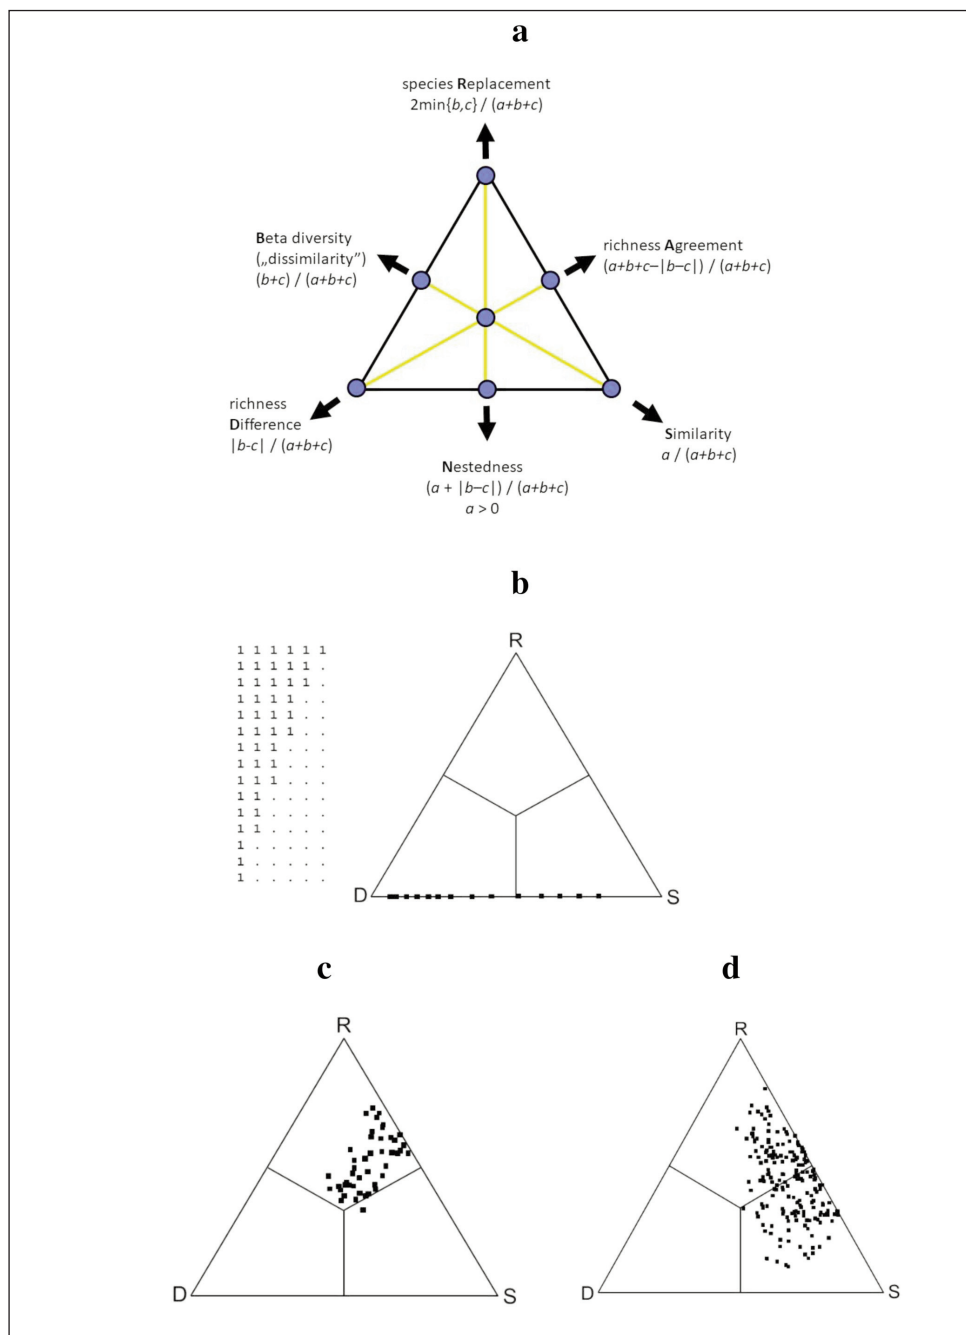 a
species Replacement
2min{b,c} / (a+b+c)
Beta diversity
(„dissimilarity”)
(b+c) / (a+b+c)
richness Agreement
(a+b+c–|b–c|) / (a+b+c)
richness
Difference
|b-c| / (a+b+c)
Nestedness
(a + |b–c|) / (a+b+c)
a > 0
Similarity
a / (a+b+c)
b
1 1 1 1 1 1
1 1 1 1 1 .
1 1 1 1 1 .
1 1 1 1 . .
1 1 1 1 . .
1 1 1 1 . .
1 1 1 . . .
1 1 1 . . .
1 1 1 . . .
1 1 . . . .
1 1 . . . .
1 1 . . . .
1 . . . . .
1 . . . . .
1 . . . . .
R
D
S
c
R
D
S
d
R
D
S